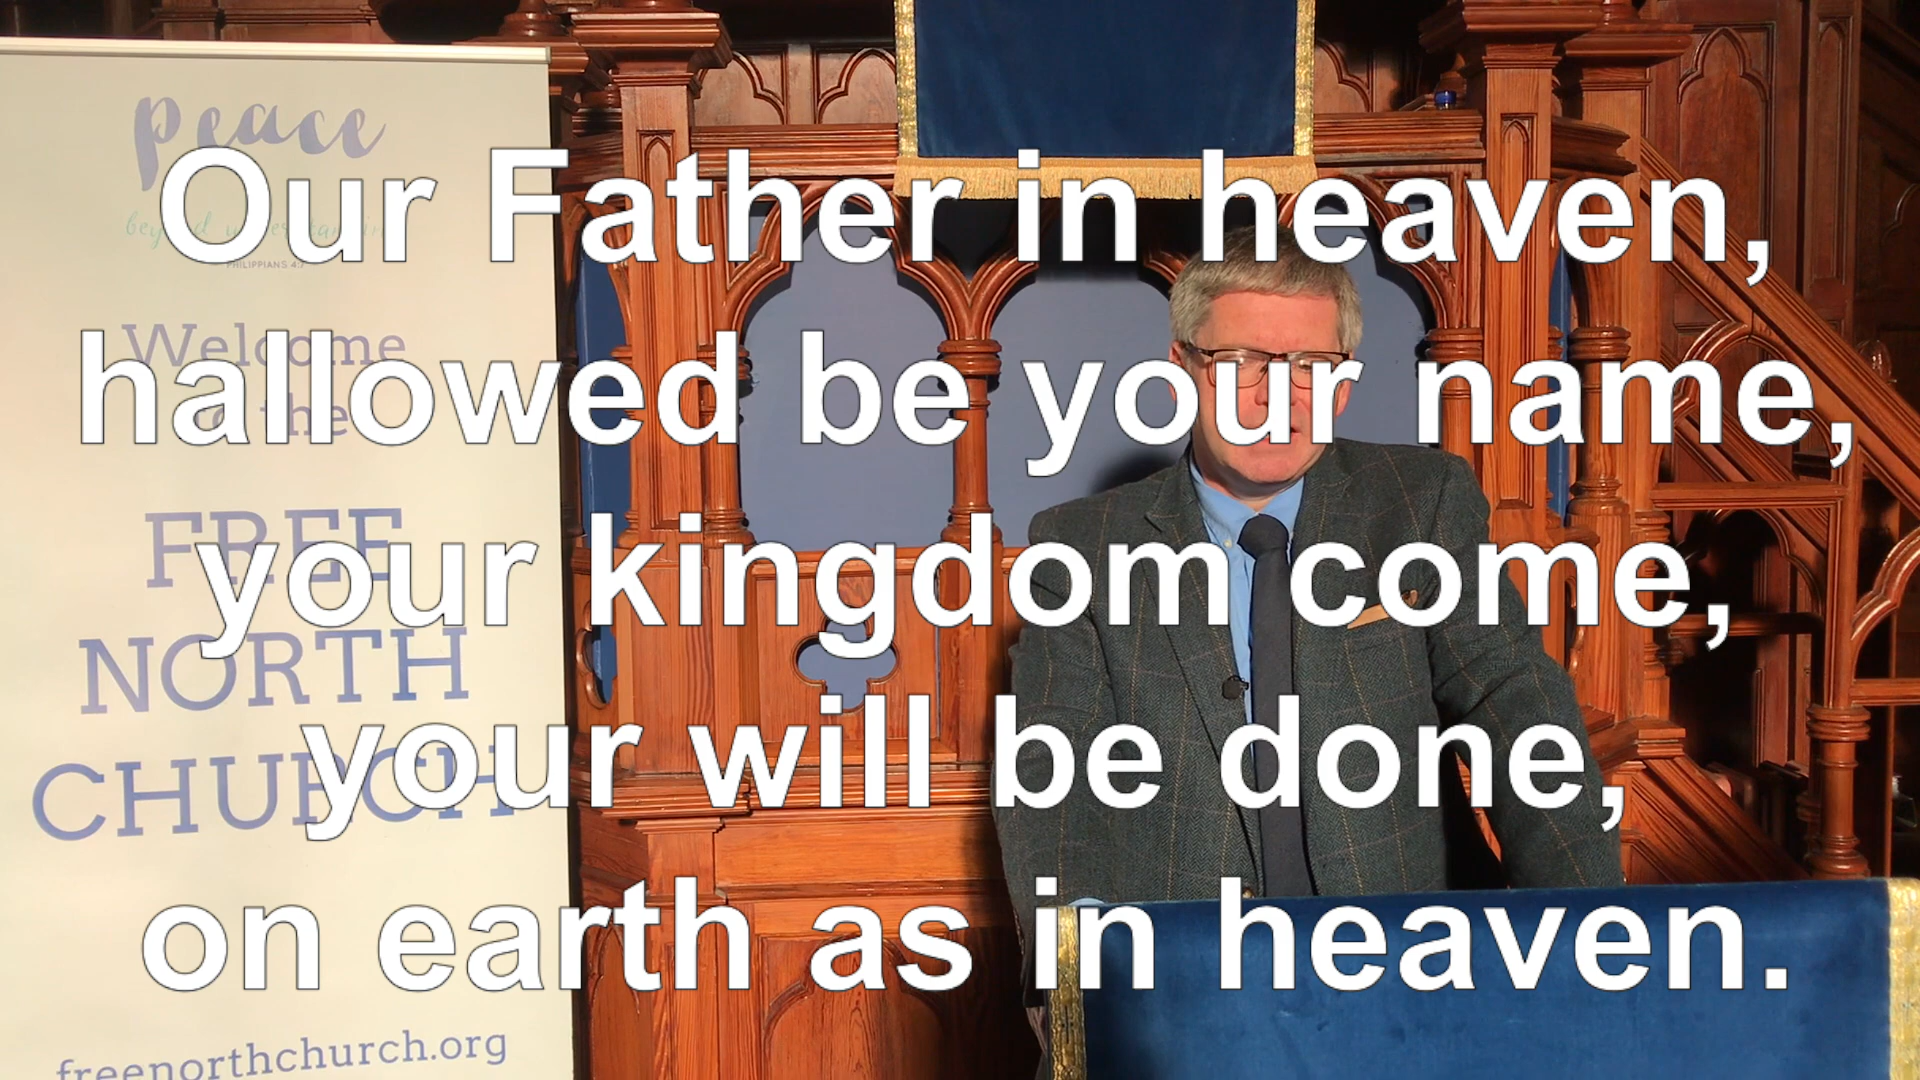 peace
PHILIPPIANS 4:7
Welcome
FREE
NORTH
CHURCH
freenorthchurch.org
Our Father in heaven,
hallowed be your name,
your kingdom come,
your will be done,
on earth as in heaven.